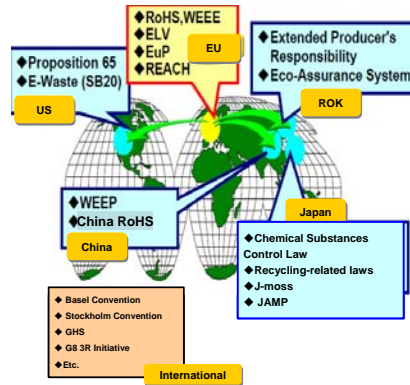 ◆Proposition 65
◆E-Waste (SB20)
US
◆RoHS,WEEE
◆ELV
◆EuP
◆REACH
EU
◆Extended Producer's
Responsibility
◆Eco-Assurance System
ROK
◆WEEP
◆China RoHS
China
Japan
◆Chemical Substances
Control Law
◆Recycling-related laws
◆J-moss
◆ JAMP
◆ Basel Convention
◆ Stockholm Convention
◆ GHS
◆ G8 3R Initiative
◆Etc.
International